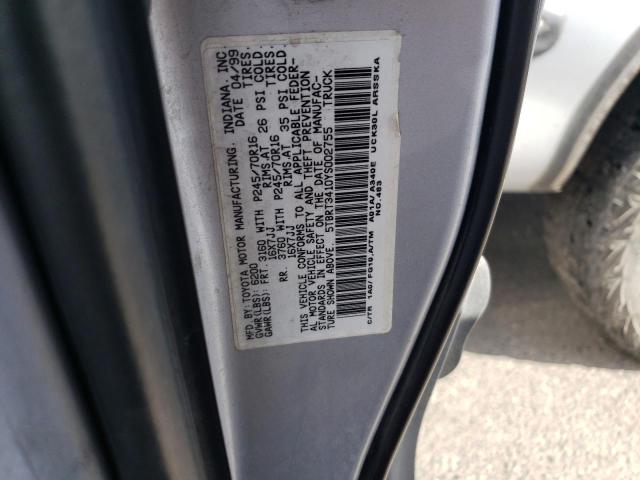 MFD. BY: TOYOTA MOTOR MANUFACTURING, INDIANA, INC.
GVWR(LBS): 6200 DATE 04/99
GAWR(LBS): FRT. 3160 WITH P245/70R16 TIRES.
16X7JJ RIMS.AT 26 PSI COLD.
RR. 3760 WITH P245/70R16 TIRES.
16X7JJ RIMS.AT 35 PSI COLD.
THIS VEHICLE CONFORMS TO ALL APPLICABLE FEDER-
AL MOTOR VEHICLE SAFETY AND THEFT PREVENTION
STANDARDS IN EFFECT ON THE DATE OF MANUFAC-
TURE SHOWN ABOVE. 5TBRT3410YS002755 TRUCK
C/TR 1A0/ FG19,A/TM A01A/ A340E UCK30L ARSSKA
NO.483